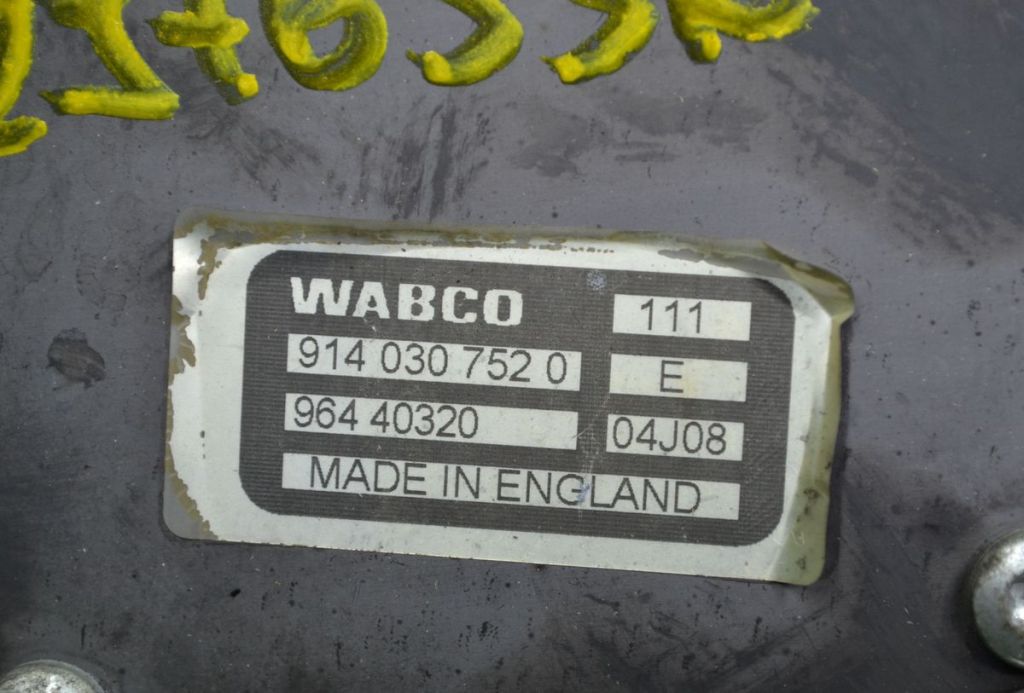 WABCO 111
914 030 752 0 E
964 40320 04J08
MADE IN ENGLAND